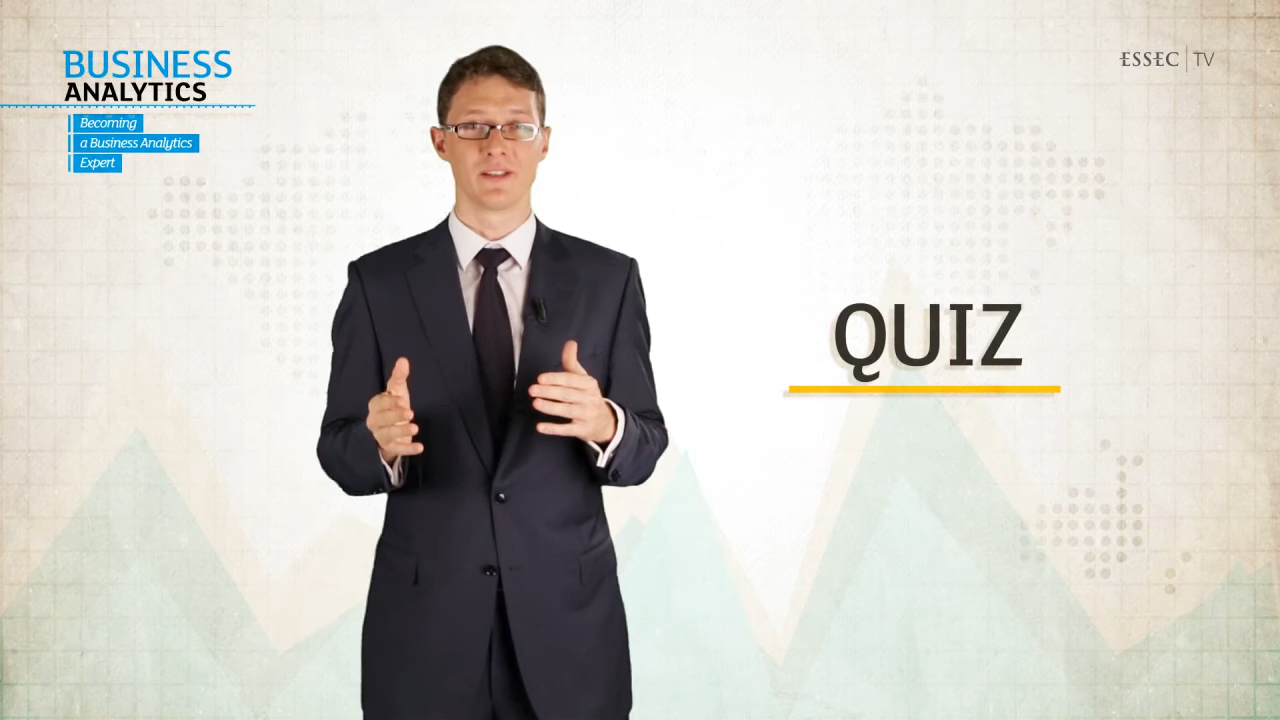 BUSINESS
ANALYTICS
Becoming
a Business Analytics
Expert
ESSEC TV
QUIZ